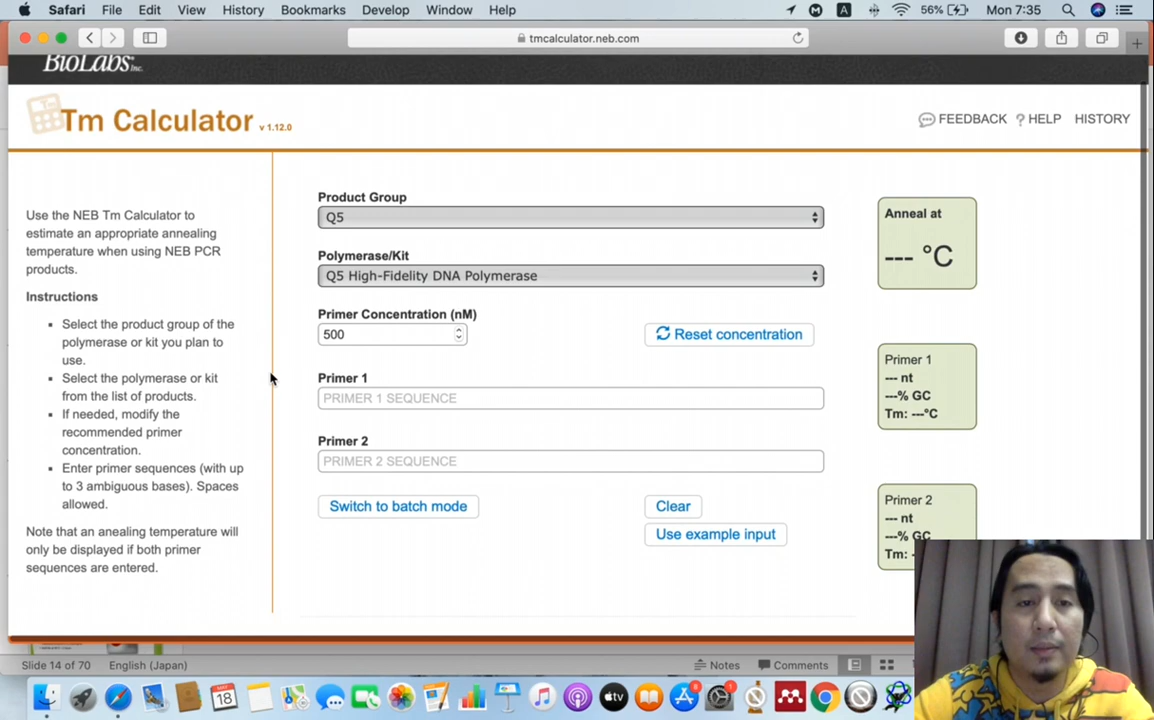 Safari File Edit View History Bookmarks Develop Window Help
56% Mon 7:35
tmcalculator.neb.com
BioLabs Inc.
Tm Calculator v 1.12.0
FEEDBACK ? HELP HISTORY
Use the NEB Tm Calculator to
estimate an appropriate annealing
temperature when using NEB PCR
products.
Instructions
Select the product group of the
polymerase or kit you plan to
use.
Select the polymerase or kit
from the list of products.
If needed, modify the
recommended primer
concentration.
Enter primer sequences (with up
to 3 ambiguous bases). Spaces
allowed.
Note that an anealing temperature will
only be displayed if both primer
sequences are entered.
Product Group
Q5
Polymerase/Kit
Q5 High-Fidelity DNA Polymerase
Primer Concentration (nM)
500
Reset concentration
Primer 1
PRIMER 1 SEQUENCE
Primer 2
PRIMER 2 SEQUENCE
Switch to batch mode
Clear
Use example input
Anneal at
--- °C
Primer 1
--- nt
---% GC
Tm: ---°C
Primer 2
--- nt
---% GC
Tm: -
Slide 14 of 70 English (Japan)
Notes Comments
18
tv